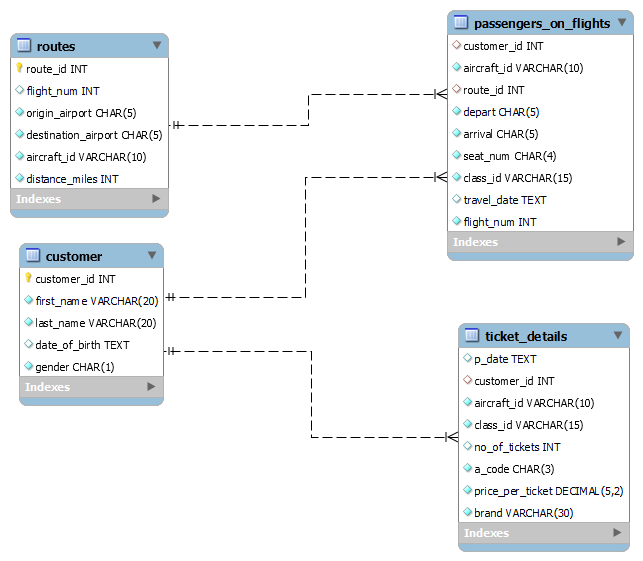 routes
route_id INT
flight_num INT
origin_airport CHAR(5)
destination_airport CHAR(5)
aircraft_id VARCHAR(10)
distance_miles INT
Indexes
customer
customer_id INT
first_name VARCHAR(20)
last_name VARCHAR(20)
date_of_birth TEXT
gender CHAR(1)
Indexes
passengers_on_flights
customer_id INT
aircraft_id VARCHAR(10)
route_id INT
depart CHAR(5)
arrival CHAR(5)
seat_num CHAR(4)
class_id VARCHAR(15)
travel_date TEXT
flight_num INT
Indexes
ticket_details
p_date TEXT
customer_id INT
aircraft_id VARCHAR(10)
class_id VARCHAR(15)
no_of_tickets INT
a_code CHAR(3)
price_per_ticket DECIMAL(5,2)
brand VARCHAR(30)
Indexes